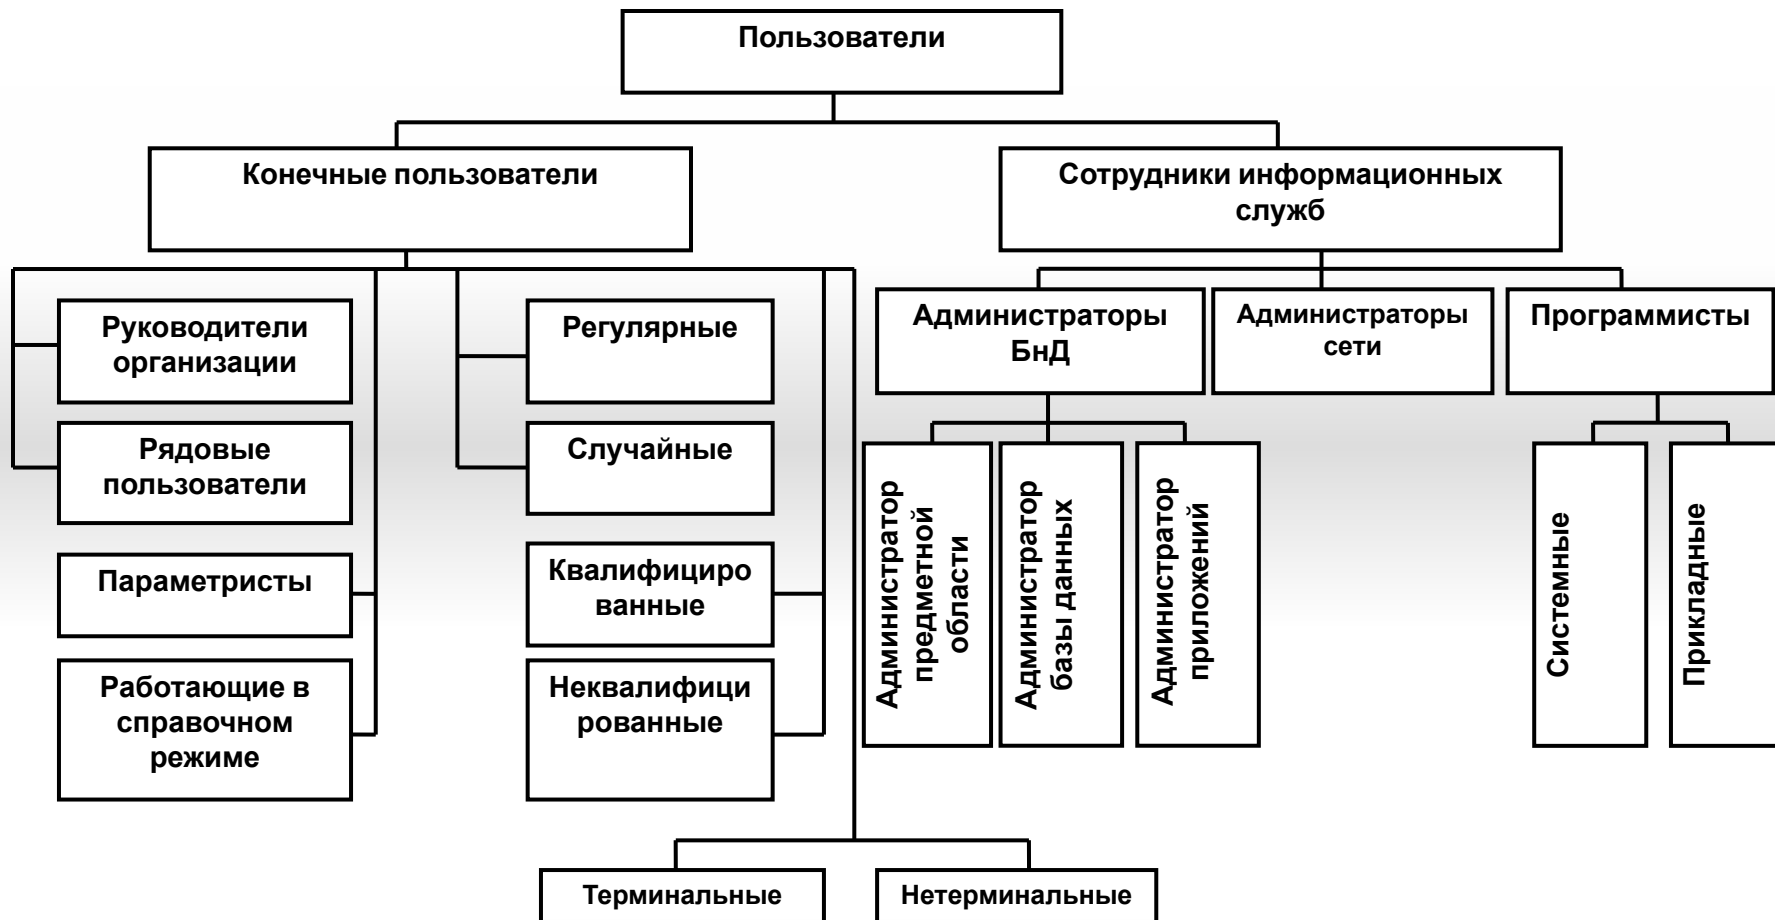 Пользователи
Конечные пользователи
Сотрудники информационных
служб
Руководители
организации
Рядовые
пользователи
Параметристы
Работающие в
справочном
режиме
Регулярные
Случайные
Квалифициро
ванные
Неквалифици
рованные
Терминальные
Нетерминальные
Администраторы
БнД
Администраторы
сети
Программисты
Администратор
предметной
области
Администратор
базы данных
Администратор
приложений
Системные
Прикладные